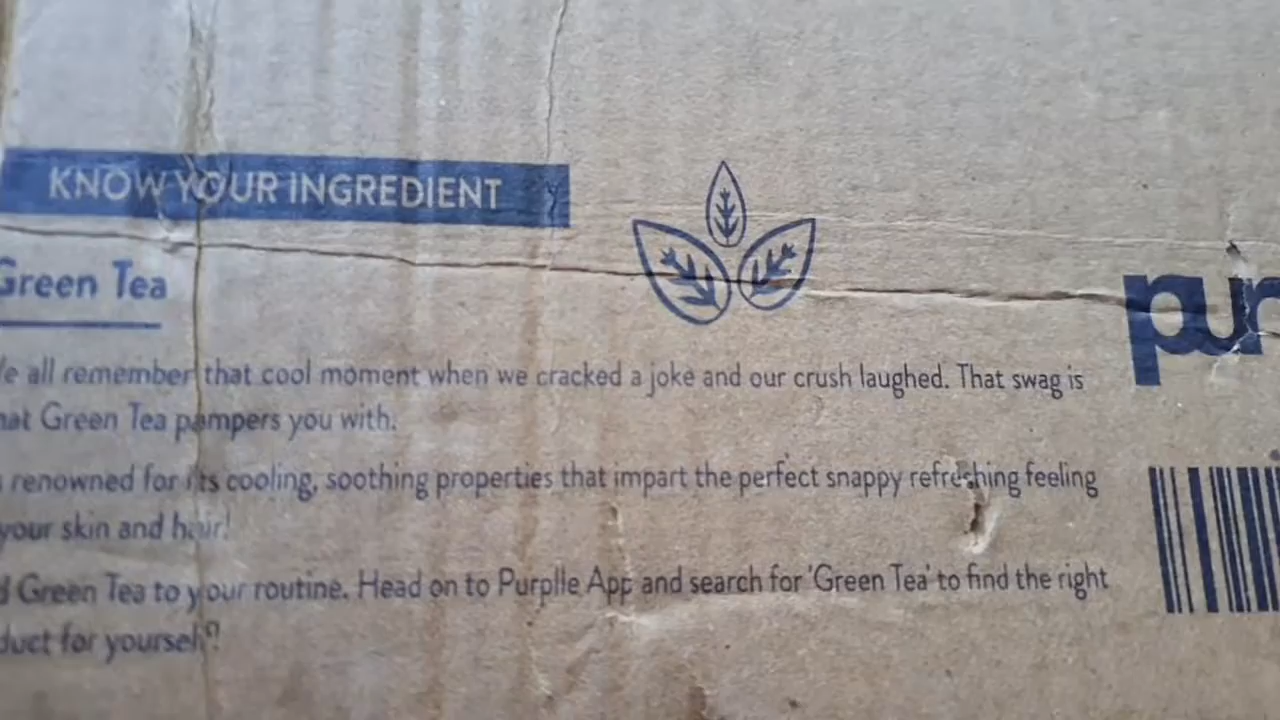 KNOW YOUR INGREDIENT
Green Tea
all remember that cool moment when we cracked a joke and our crush laughed. That swag is
Green Tea pampers you with.
renowned for its cooling, soothing properties that impart the perfect snappy refreshing feeling
your skin and hair!
Green Tea to your routine. Head on to Purplle App and search for 'Green Tea' to find the right
for yourself!
pur